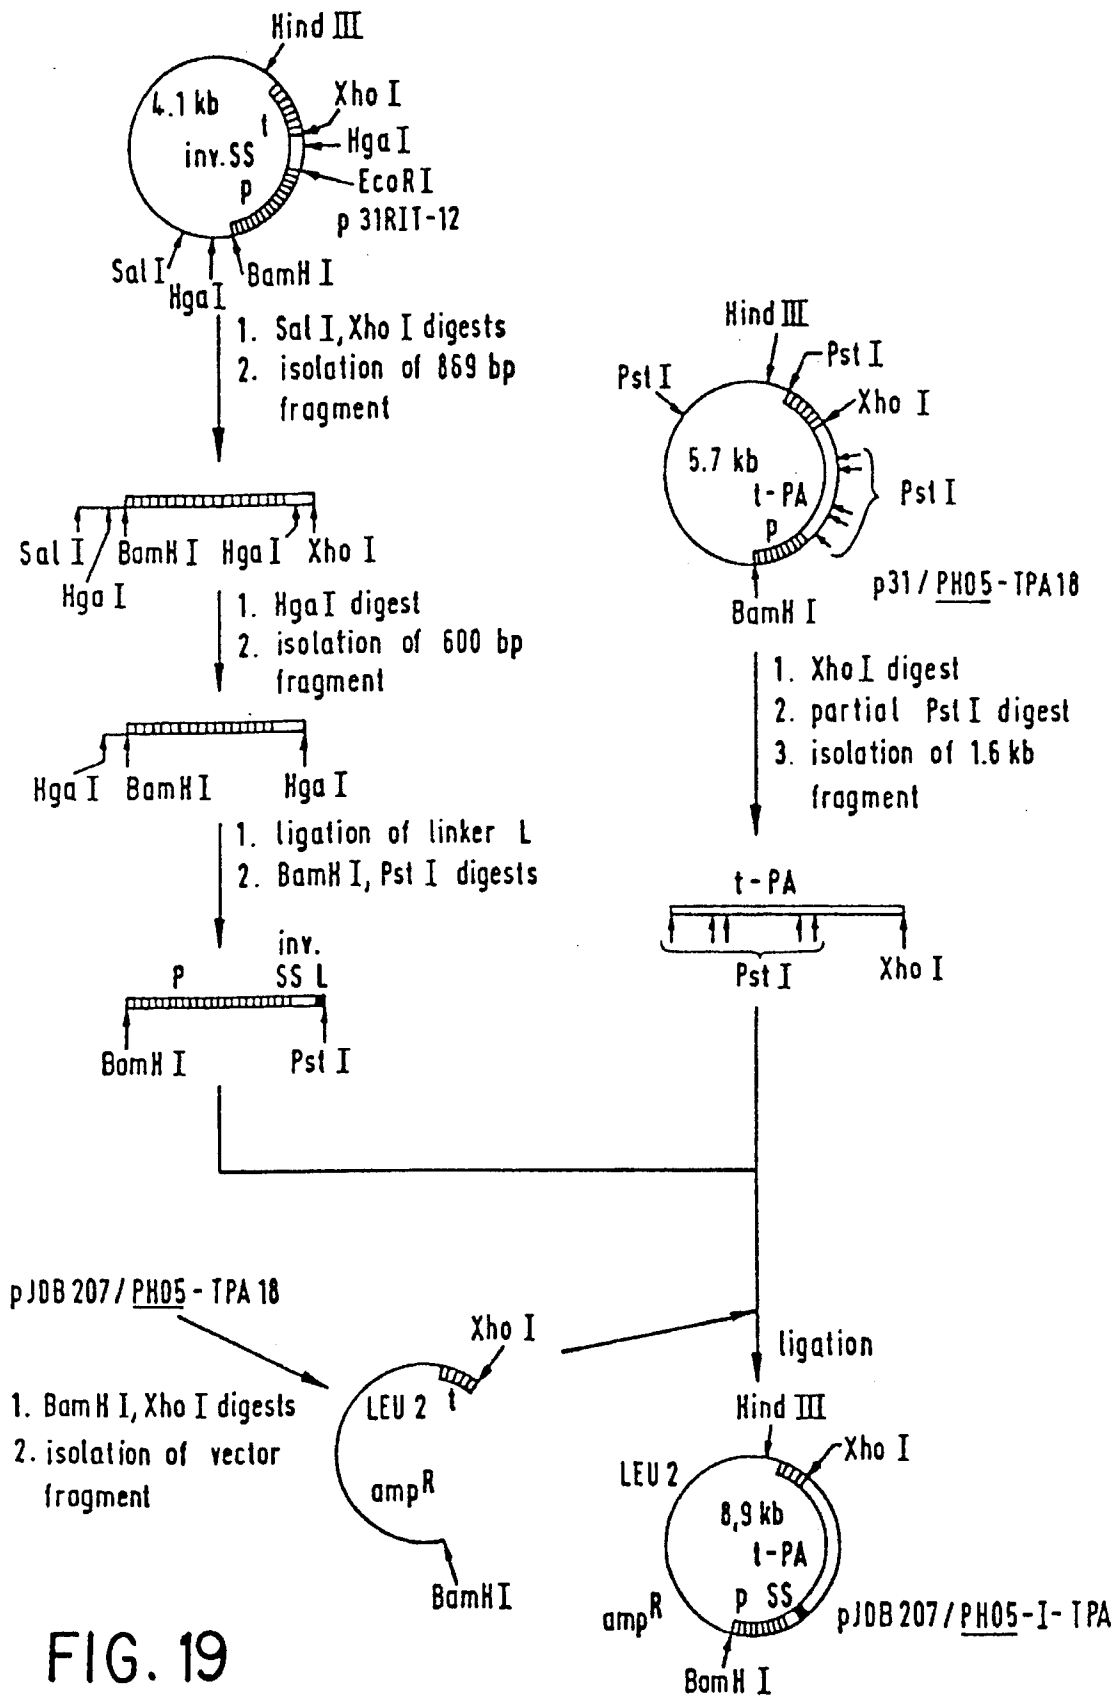 Hind III
4.1 kb
Xho I
t
Hga I
inv. SS
EcoR I
p
p 31RIT-12
Sal I
Hga I
BamH I
1. Sal I, Xho I digests
2. isolation of 869 bp
fragment
Sal I
BamH I
Hga I
Xho I
Hga I
1. Hga I digest
2. isolation of 600 bp
fragment
Hga I
BamH I
Hga I
1. ligation of linker L
2. BamH I, Pst I digests
inv.
P
SS L
BamH I
Pst I
Hind III
Pst I
Pst I
Xho I
5.7 kb
t-PA
Pst I
p
p31/PHO5-TPA18
BamH I
1. Xho I digest
2. partial Pst I digest
3. isolation of 1.6 kb
fragment
t-PA
Pst I
Xho I
pJDB 207/PHO5-TPA 18
Xho I
ligation
1. BamH I, Xho I digests
2. isolation of vector
fragment
LEU 2
t
ampR
BamH I
Hind III
Xho I
LEU 2
8,9 kb
t-PA
p SS
ampR
pJDB 207/PHO5-I-TPA
BamH I
FIG. 19